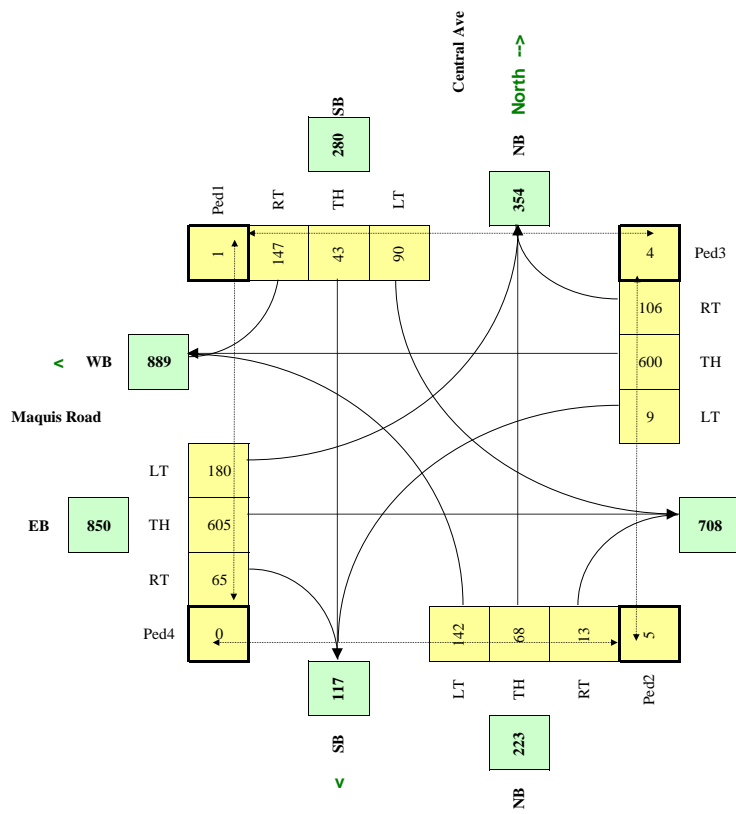 Central Ave
North -->
SB
280
NB
354
Ped1
RT
TH
LT
1
147
43
90
4
Ped3
106
RT
600
TH
9
LT
<
WB
889
Maquis Road
LT
180
EB
850
TH
605
708
RT
65
Ped4
0
142
68
13
5
117
LT
TH
RT
Ped2
SB
223
<
NB